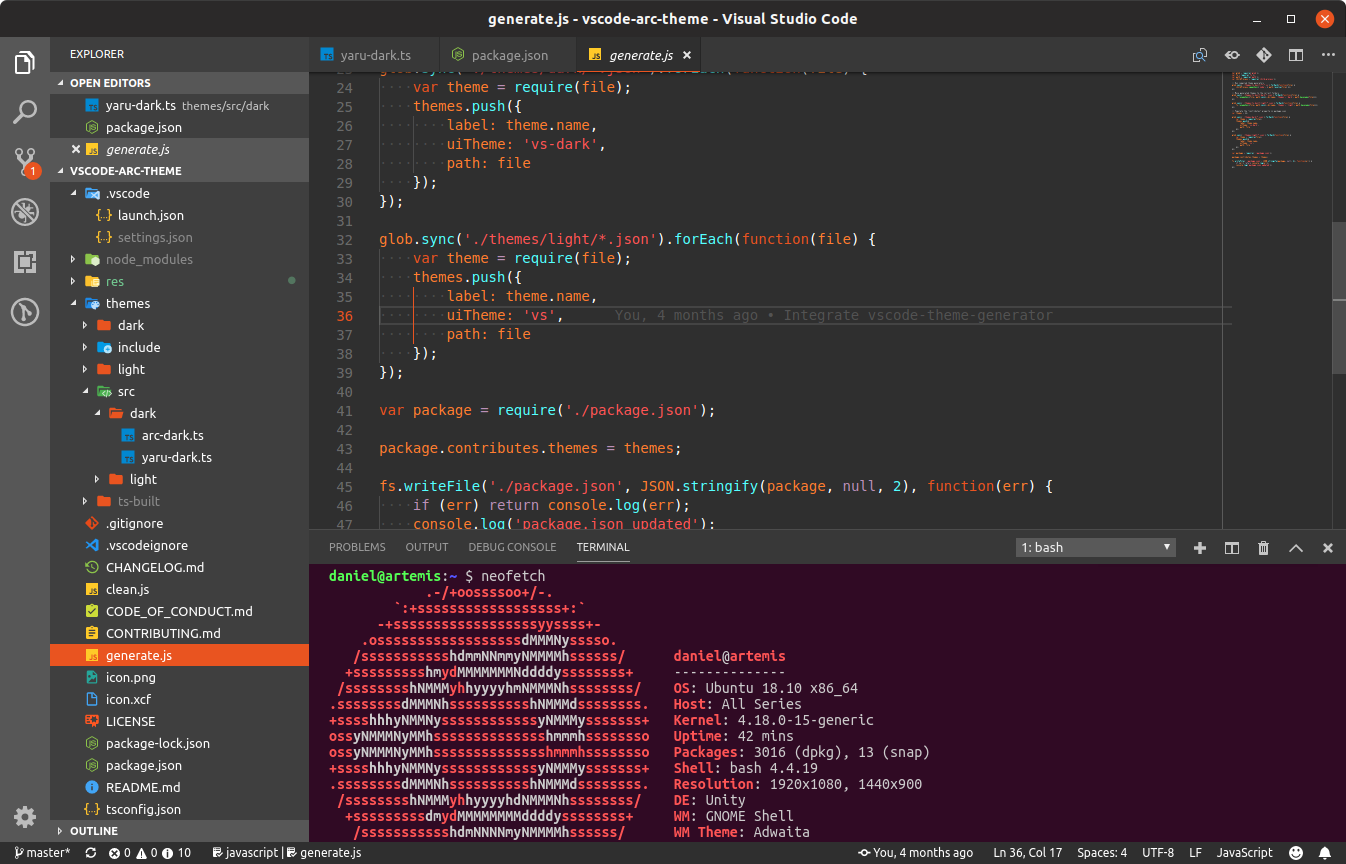 generate.js - vscode-arc-theme - Visual Studio Code
EXPLORER
OPEN EDITORS
yaru-dark.ts themes/src/dark
package.json
generate.js
1
VSCODE-ARC-THEME
.vscode
launch.json
settings.json
node_modules
res
themes
dark
include
light
src
dark
arc-dark.ts
yaru-dark.ts
light
ts-built
.gitignore
.vscodeignore
CHANGELOG.md
clean.js
CODE_OF_CONDUCT.md
CONTRIBUTING.md
generate.js
icon.png
icon.xcf
LICENSE
package-lock.json
package.json
README.md
tsconfig.json
OUTLINE
yaru-dark.ts package.json generate.js
24 var theme = require(file);
25 themes.push({
26 label: theme.name,
27 uiTheme: 'vs-dark',
28 path: file
29 });
30 });
31
32 glob.sync('./themes/light/*.json').forEach(function(file) {
33 var theme = require(file);
34 themes.push({
35 label: theme.name,
36 uiTheme: 'vs', You, 4 months ago • Integrate vscode-theme-generator
37 path: file
38 });
39 });
40
41 var package = require('./package.json');
42
43 package.contributes.themes = themes;
44
45 fs.writeFile('./package.json', JSON.stringify(package, null, 2), function(err) {
46 if (err) return console.log(err);
47 console.log('package.json updated');
PROBLEMS OUTPUT DEBUG CONSOLE TERMINAL 1: bash
daniel@artemis:~ $ neofetch
.-/+oossssoo+/-.
`:+ssssssssssssssssss+:`
-+ssssssssssssssssssyyssss+-
.ossssssssssssssssssdMMMNysssso.
/ssssssssssshdmmNNmmyNMMMMhssssss/ daniel@artemis
+ssssssssshmydMMMMMMMNddddyssssssss+ --------------
/sssssssshNMMMyhhyyyyhmNMMMNhssssssss/ OS: Ubuntu 18.10 x86_64
.ssssssssdMMMNhsssssssssshNMMMdssssssss. Host: All Series
+sssshhhyNMMNyssssssssssssyNMMMysssssss+ Kernel: 4.18.0-15-generic
ossyNMMMNyMMhsssssssssssssshmmmhssssssso Uptime: 42 mins
ossyNMMMNyMMhsssssssssssssshmmmhssssssso Packages: 3016 (dpkg), 13 (snap)
+sssshhhyNMMNyssssssssssssyNMMMysssssss+ Shell: bash 4.4.19
.ssssssssdMMMNhsssssssssshNMMMdssssssss. Resolution: 1920x1080, 1440x900
/sssssssshNMMMyhhyyyyhdNMMMNhssssssss/ DE: Unity
+sssssssssdmydMMMMMMMMddddyssssssss+ WM: GNOME Shell
/ssssssssssshdmNNNNmyNMMMMhssssss/ WM Theme: Adwaita
master* 0 0 10 javascript | generate.js You, 4 months ago Ln 36, Col 17 Spaces: 4 UTF-8 LF JavaScript